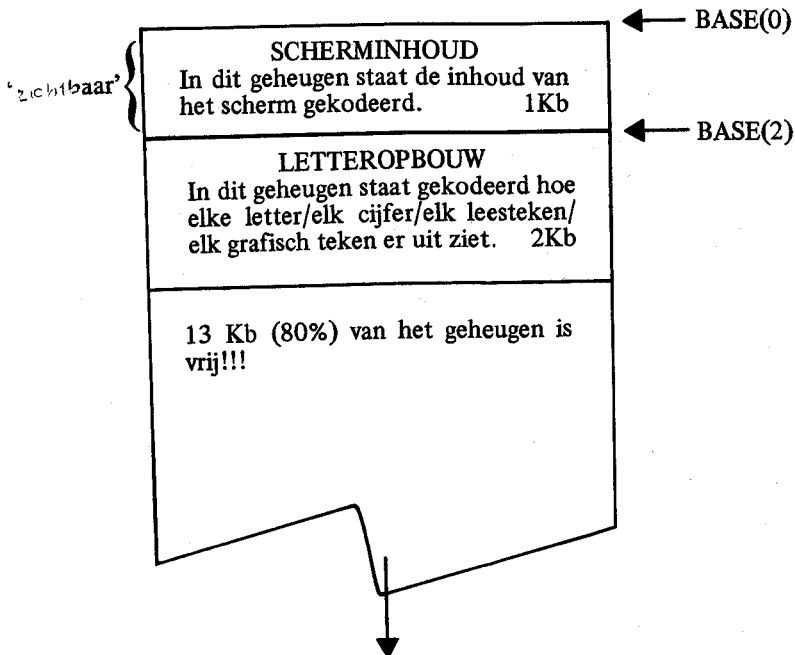 BASE(0)
SCHERMINHOUD
In dit geheugen staat de inhoud van
het scherm gekodeerd. 1Kb
‘zichtbaar’
BASE(2)
LETTEROPBOUW
In dit geheugen staat gekodeerd hoe
elke letter/elk cijfer/elk leesteken/
elk grafisch teken er uit ziet. 2Kb
13 Kb (80%) van het geheugen is
vrij!!!